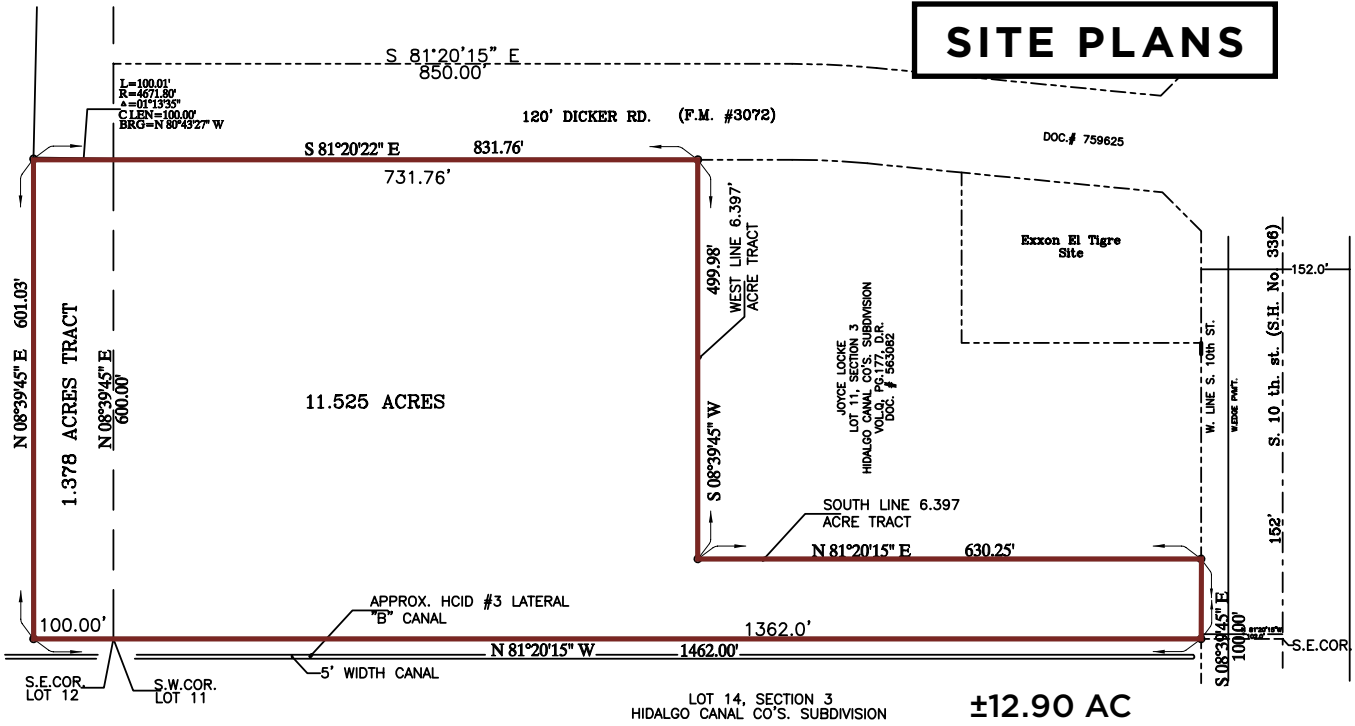 SITE PLANS
S 81°20'15" E
850.00'
L=100.01'
R=4671.80'
Δ=01°13'35"
C LEN=100.00'
BRG=N 80°43'27" W
120' DICKER RD. (F.M. #3072)
DOC.# 759625
S 81°20'22" E 831.76'
731.76'
N 08°39'45" E 601.03'
1.378 ACRES TRACT
N 08°39'45" E
600.00'
11.525 ACRES
499.98'
S 08°39'45" W
WEST LINE 6.397'
ACRE TRACT
Exxon El Tigre
Site
JOYCE LOCKE
LOT 11, SECTION 3
HIDALGO CANAL CO'S. SUBDIVISION
VOL.Q, PG.177, D.R.
DOC. # 563082
W. LINE S. 10th ST.
W.EDGE PVM'T.
S. 10 th. st. (S.H. No. 336)
152.0'
152'
SOUTH LINE 6.397
ACRE TRACT
N 81°20'15" E 630.25'
APPROX. HCID #3 LATERAL
"B" CANAL
100.00'
1362.0'
N 81°20'15" W 1462.00'
S 08°39'45" E
100.00'
S.E.COR.
5' WIDTH CANAL
S.E.COR.
LOT 12
S.W.COR.
LOT 11
LOT 14, SECTION 3
HIDALGO CANAL CO'S. SUBDIVISION
±12.90 AC